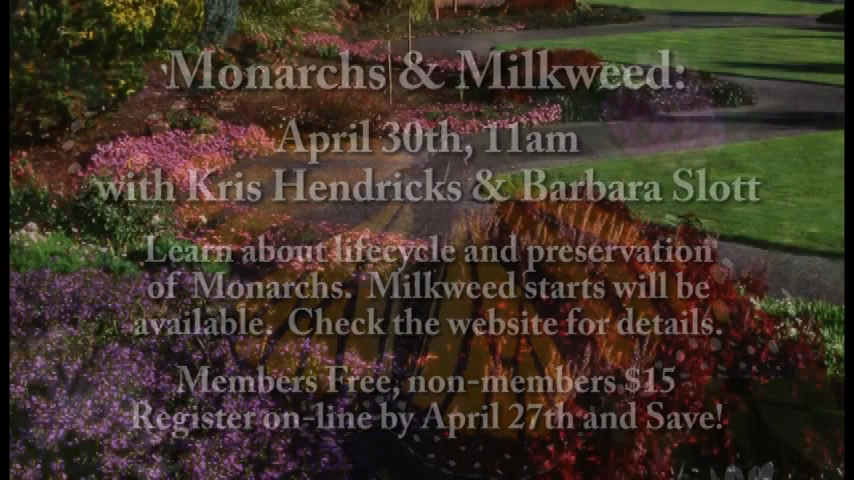 Monarchs & Milkweed:
April 30th, 11am
with Kris Hendricks & Barbara Slott
Learn about lifecycle and preservation
of Monarchs. Milkweed starts will be
available. Check the website for details.
Members Free, non-members $15
Register on-line by April 27th and Save!